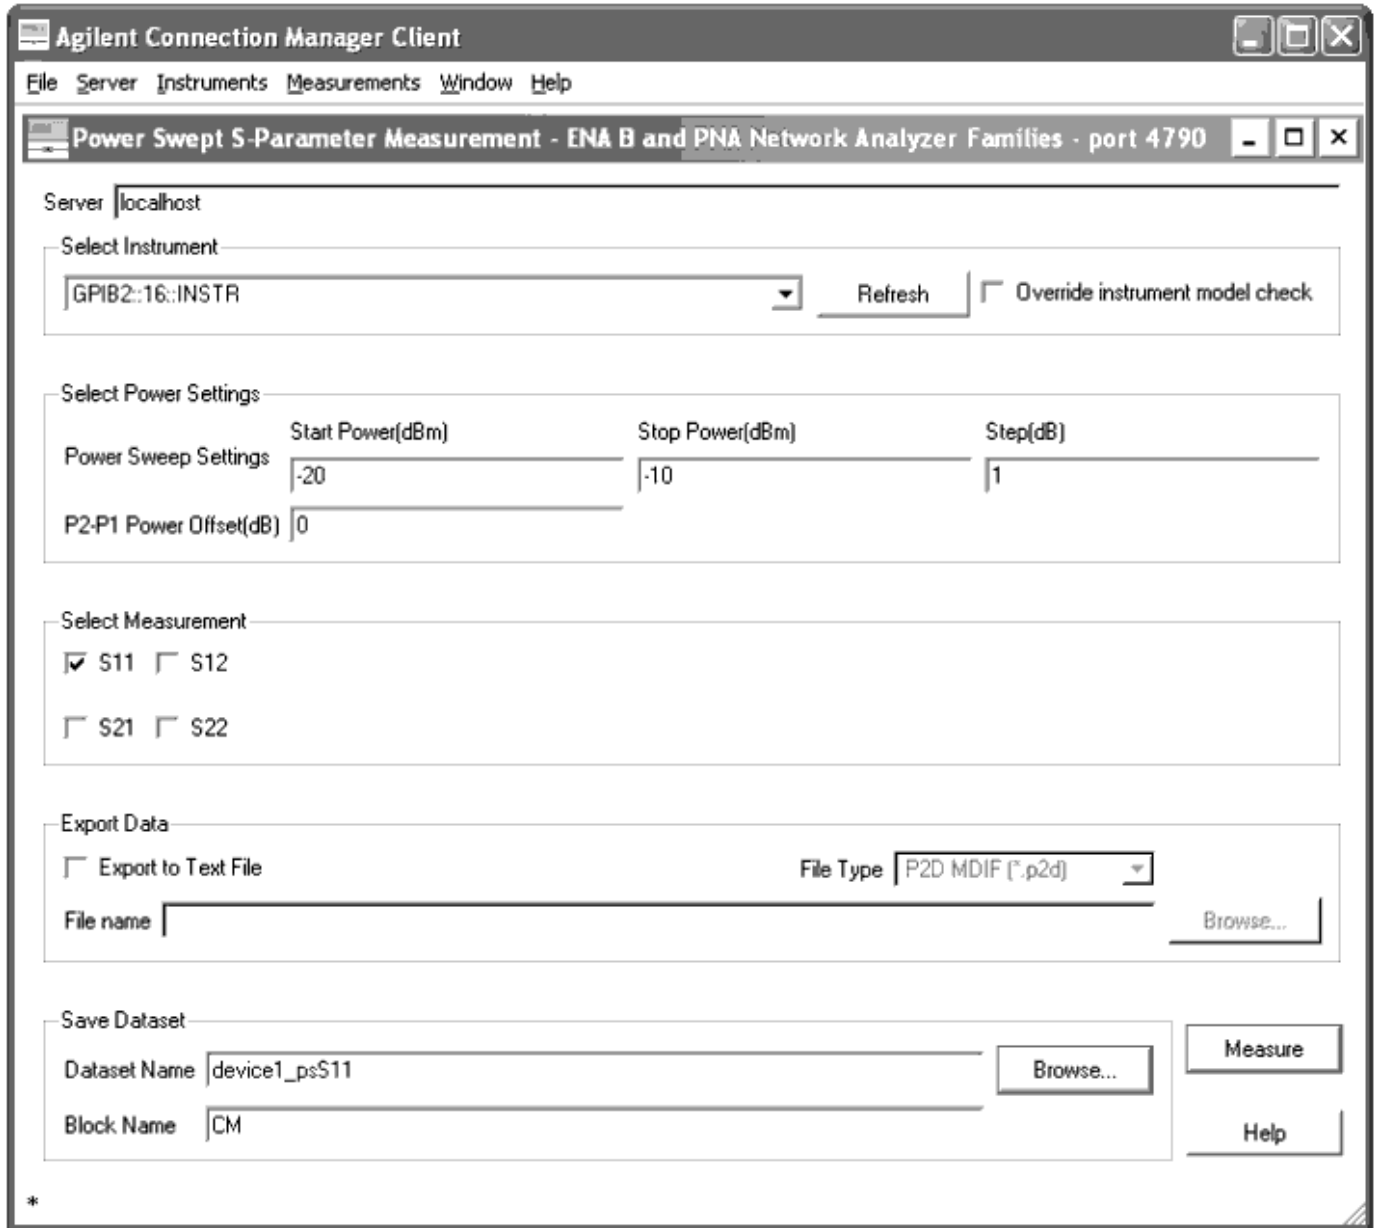 Agilent Connection Manager Client
File Server Instruments Measurements Window Help
Power Swept S-Parameter Measurement - ENA B and PNA Network Analyzer Families - port 4790
Server localhost
Select Instrument
GPIB2::16::INSTR Refresh Override instrument model check
Select Power Settings
Start Power(dBm) Stop Power(dBm) Step(dB)
Power Sweep Settings
-20 -10 1
P2-P1 Power Offset(dB) 0
Select Measurement
S11 S12
S21 S22
Export Data
Export to Text File File Type P2D MDIF (*.p2d)
File name Browse...
Save Dataset
Dataset Name device1_psS11 Browse... Measure
Block Name CM Help
*